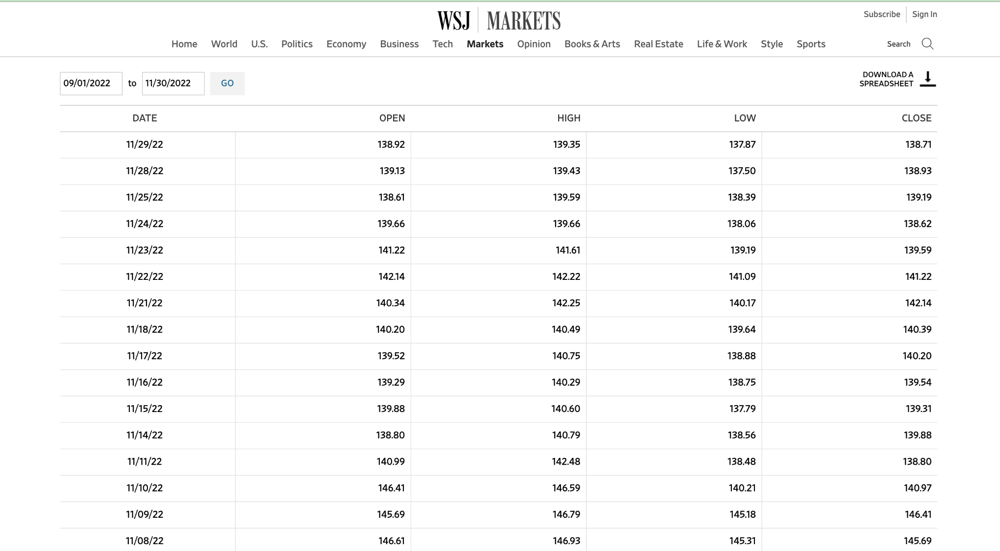 WSJ MARKETS
Subscribe Sign In
Home World U.S. Politics Economy Business Tech Markets Opinion Books & Arts Real Estate Life & Work Style Sports Search
09/01/2022 to 11/30/2022 GO
DOWNLOAD A
SPREADSHEET
DATE OPEN HIGH LOW CLOSE
11/29/22 138.92 139.35 137.87 138.71
11/28/22 139.13 139.43 137.50 138.93
11/25/22 138.61 139.59 138.39 139.19
11/24/22 139.66 139.66 138.06 138.62
11/23/22 141.22 141.61 139.19 139.59
11/22/22 142.14 142.22 141.09 141.22
11/21/22 140.34 142.25 140.17 142.14
11/18/22 140.20 140.49 139.64 140.39
11/17/22 139.52 140.75 138.88 140.20
11/16/22 139.29 140.29 138.75 139.54
11/15/22 139.88 140.60 137.79 139.31
11/14/22 138.80 140.79 138.56 139.88
11/11/22 140.99 142.48 138.48 138.80
11/10/22 146.41 146.59 140.21 140.97
11/09/22 145.69 146.79 145.18 146.41
11/08/22 146.61 146.93 145.31 145.69